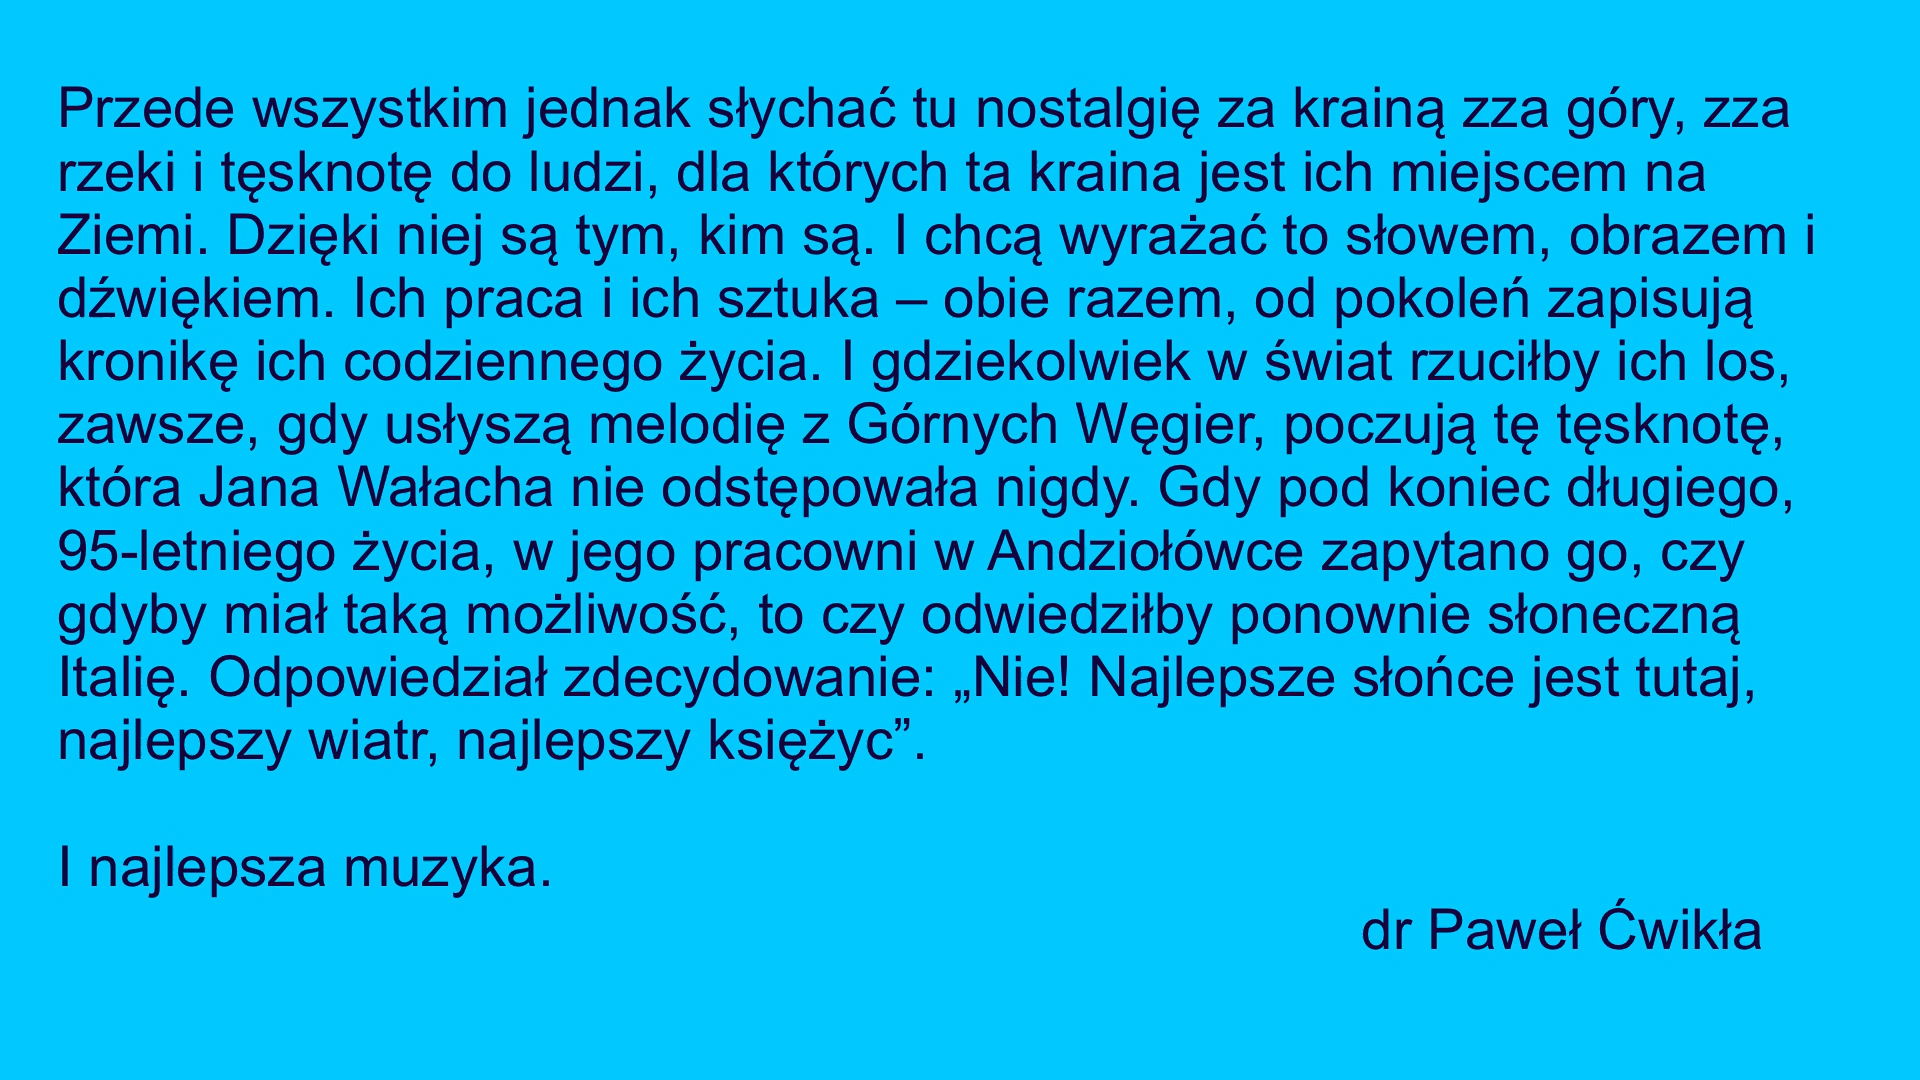 Przede wszystkim jednak słychać tu nostalgię za krainą zza góry, zza
rzeki i tęsknotę do ludzi, dla których ta kraina jest ich miejscem na
Ziemi. Dzięki niej są tym, kim są. I chcą wyrażać to słowem, obrazem i
dźwiękiem. Ich praca i ich sztuka – obie razem, od pokoleń zapisują
kronikę ich codziennego życia. I gdziekolwiek w świat rzuciłby ich los,
zawsze, gdy usłyszą melodię z Górnych Węgier, poczują tę tęsknotę,
która Jana Wałacha nie odstępowała nigdy. Gdy pod koniec długiego,
95-letniego życia, w jego pracowni w Andziołówce zapytano go, czy
gdyby miał taką możliwość, to czy odwiedziłby ponownie słoneczną
Italię. Odpowiedział zdecydowanie: „Nie! Najlepsze słońce jest tutaj,
najlepszy wiatr, najlepszy księżyc”.
I najlepsza muzyka.
dr Paweł Ćwikła